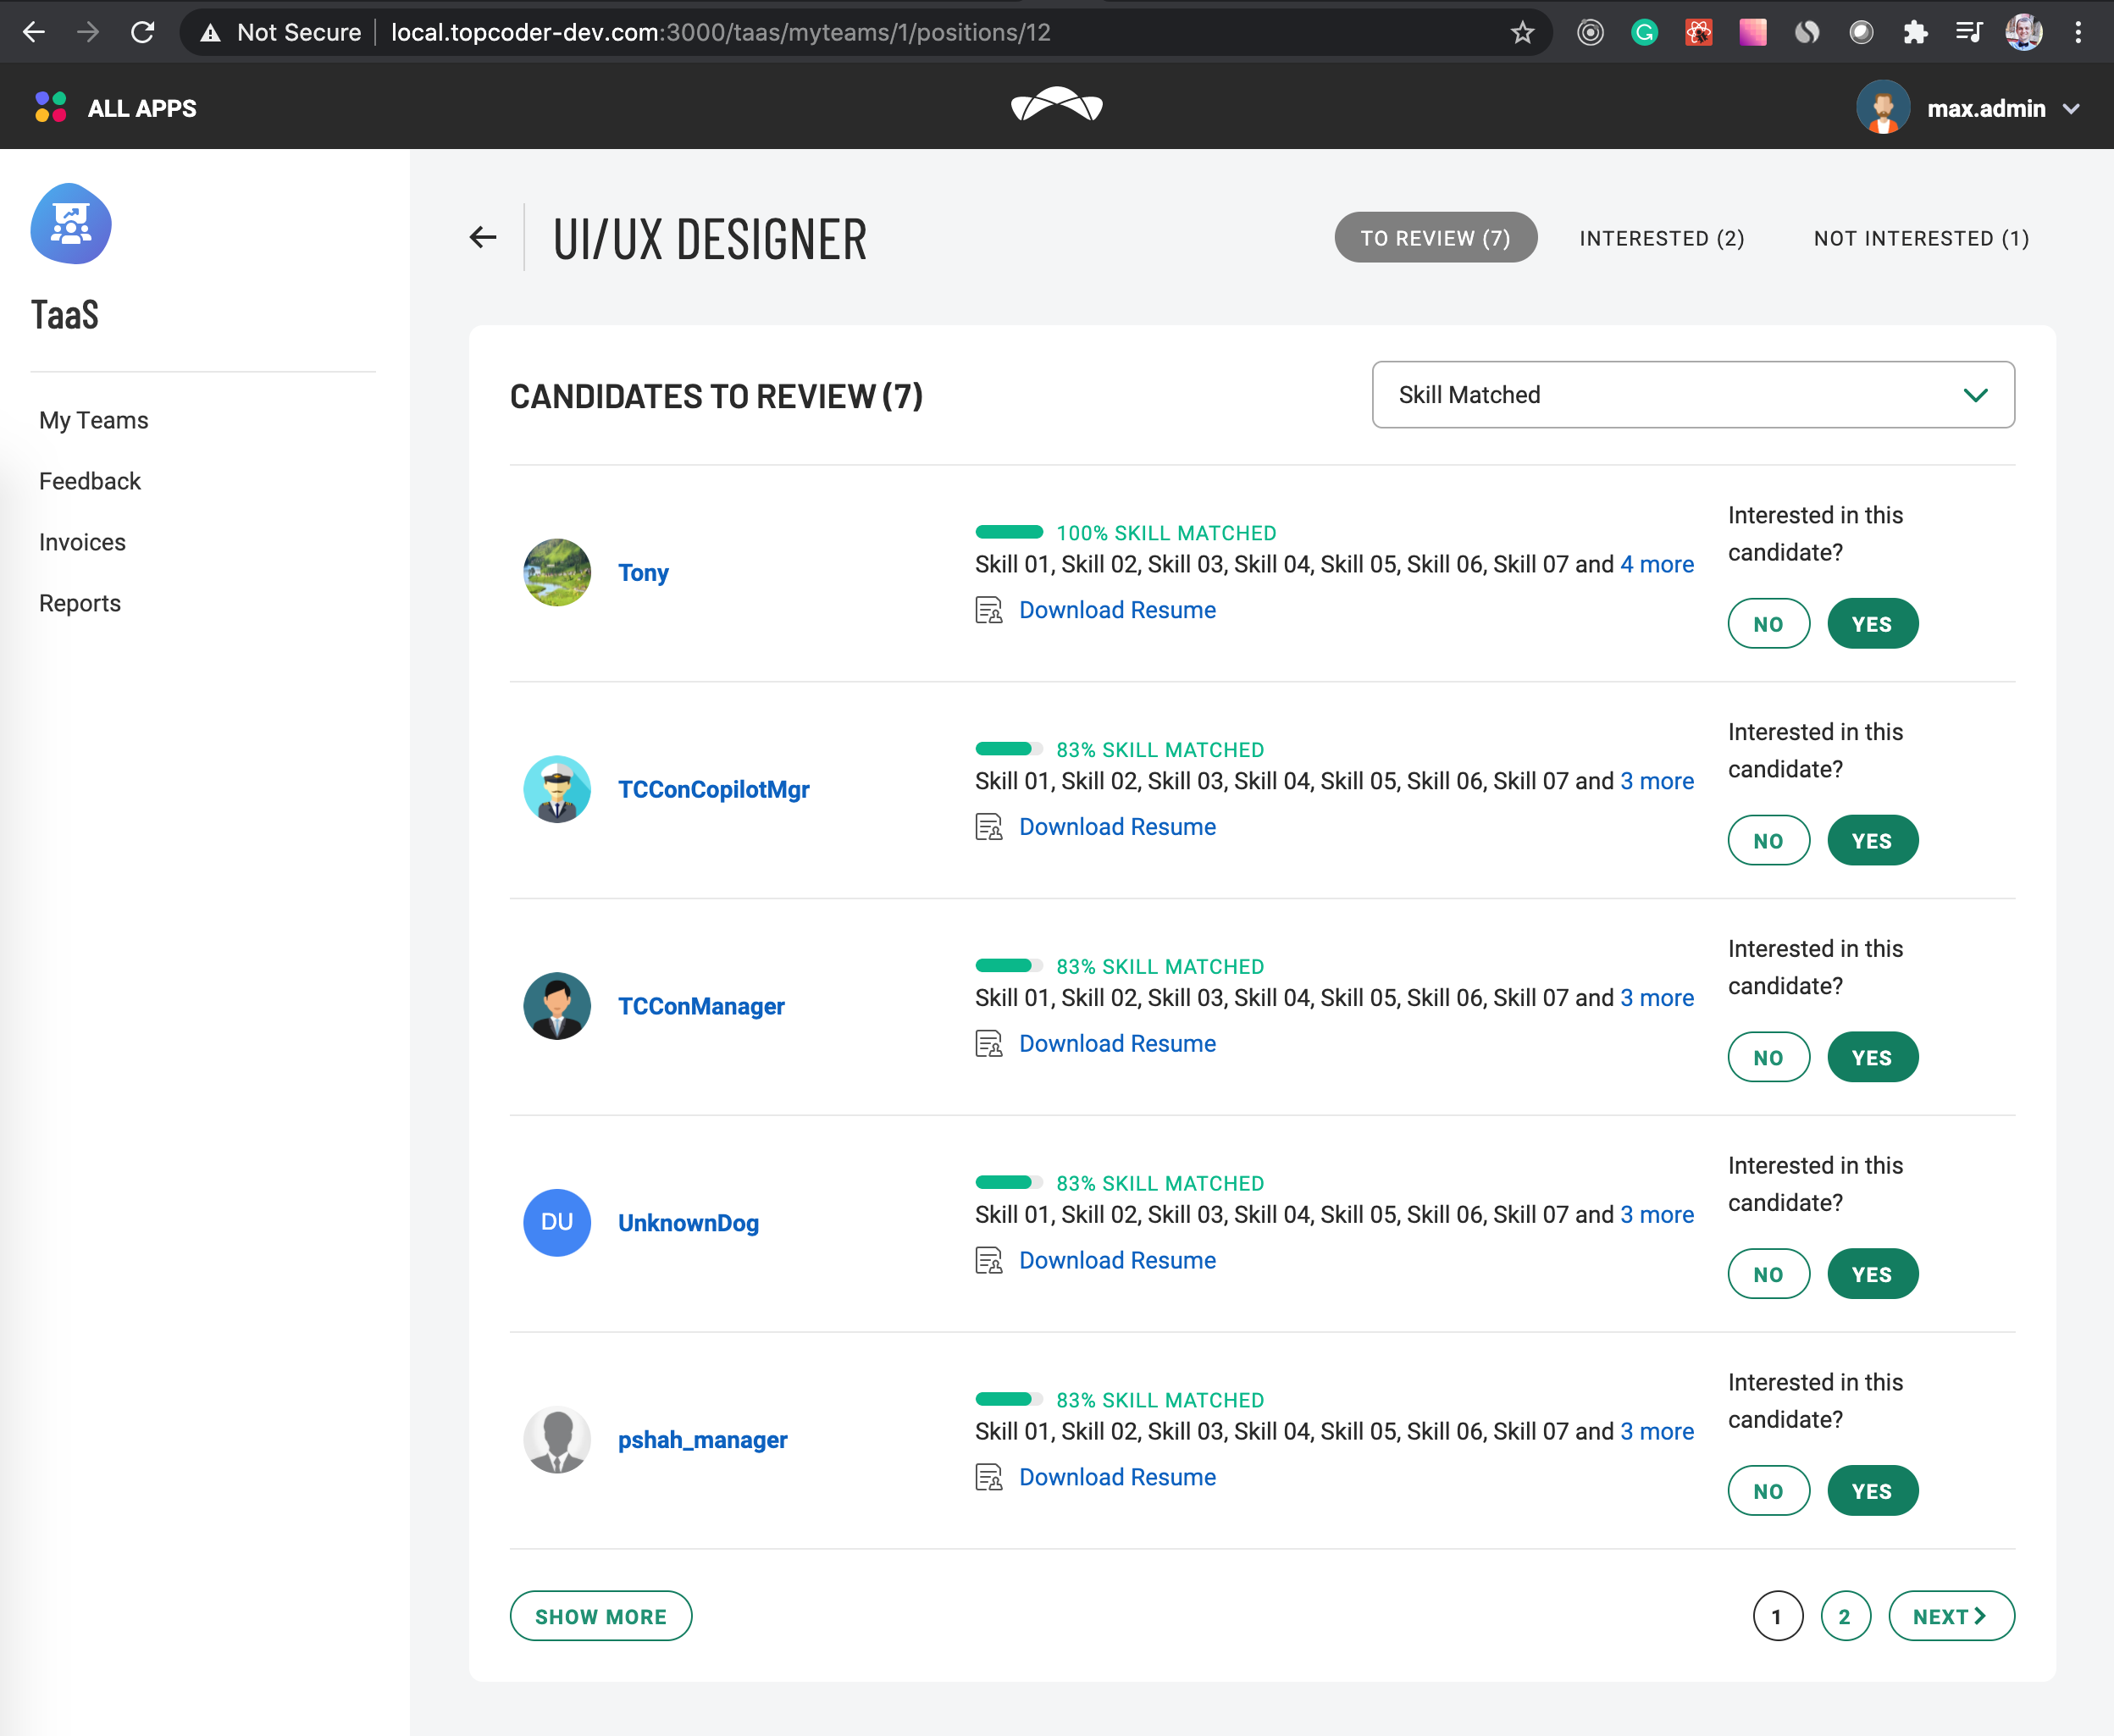 Not Secure
local.topcoder-dev.com:3000/taas/myteams/1/positions/12
ALL APPS
max.admin
TaaS
My Teams
Feedback
Invoices
Reports
UI/UX DESIGNER
TO REVIEW (7)
INTERESTED (2)
NOT INTERESTED (1)
CANDIDATES TO REVIEW (7)
Skill Matched
Tony
100% SKILL MATCHED
Skill 01, Skill 02, Skill 03, Skill 04, Skill 05, Skill 06, Skill 07 and 4 more
Download Resume
Interested in this
candidate?
NO
YES
TCConCopilotMgr
83% SKILL MATCHED
Skill 01, Skill 02, Skill 03, Skill 04, Skill 05, Skill 06, Skill 07 and 3 more
Download Resume
Interested in this
candidate?
NO
YES
TCConManager
83% SKILL MATCHED
Skill 01, Skill 02, Skill 03, Skill 04, Skill 05, Skill 06, Skill 07 and 3 more
Download Resume
Interested in this
candidate?
NO
YES
DU
UnknownDog
83% SKILL MATCHED
Skill 01, Skill 02, Skill 03, Skill 04, Skill 05, Skill 06, Skill 07 and 3 more
Download Resume
Interested in this
candidate?
NO
YES
pshah_manager
83% SKILL MATCHED
Skill 01, Skill 02, Skill 03, Skill 04, Skill 05, Skill 06, Skill 07 and 3 more
Download Resume
Interested in this
candidate?
NO
YES
SHOW MORE
1
2
NEXT